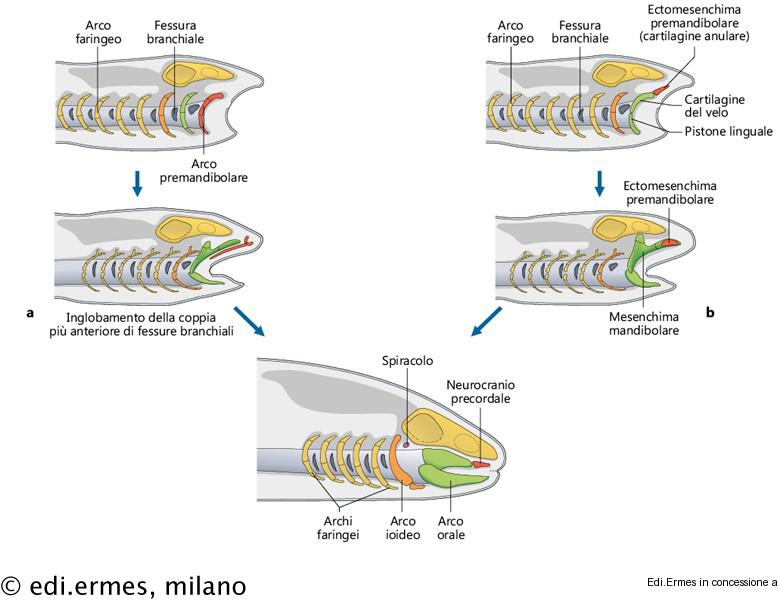 Arco
faringeo
Fessura
branchiale
Arco
premandibolare
Arco
faringeo
Fessura
branchiale
Ectomesenchima
premandibolare
(cartilagine anulare)
Cartilagine
del velo
Pistone linguale
a
Inglobamento della coppia
più anteriore di fessure branchiali
Ectomesenchima
premandibolare
Mesenchima
mandibolare
b
Spiracolo
Neurocranio
precordale
Archi
faringei
Arco
ioideo
Arco
orale
© edi.ermes, milano
Edi.Ermes in concessione a